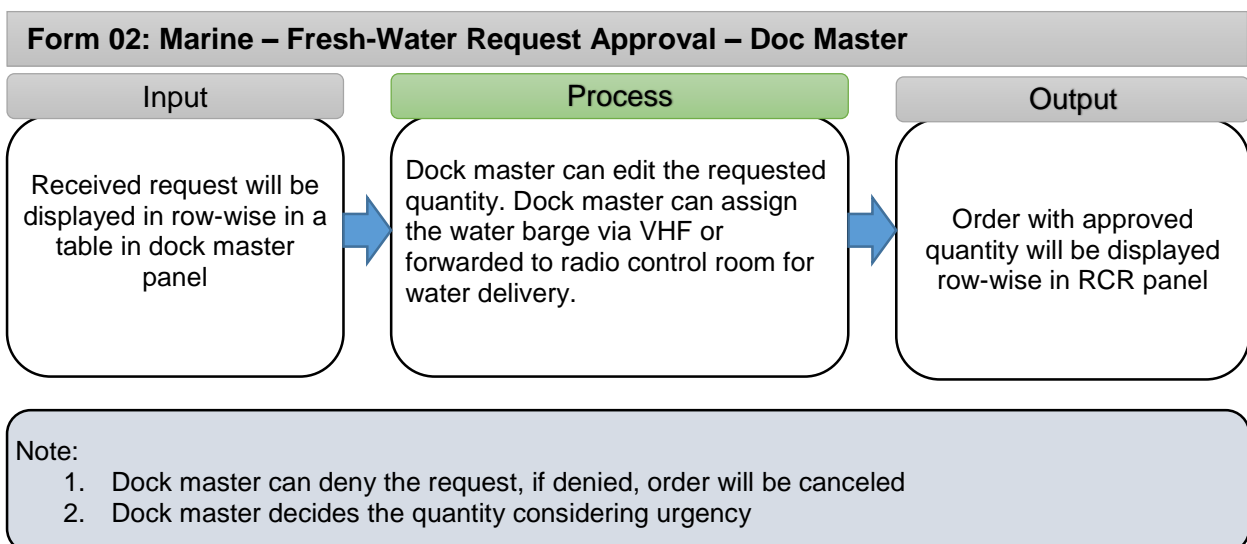 Form 02: Marine – Fresh-Water Request Approval – Doc Master
Input
Process
Output
Received request will be
displayed in row-wise in a
table in dock master
panel
Dock master can edit the requested
quantity. Dock master can assign
the water barge via VHF or
forwarded to radio control room for
water delivery.
Order with approved
quantity will be displayed
row-wise in RCR panel
Note:
1. Dock master can deny the request, if denied, order will be canceled
2. Dock master decides the quantity considering urgency